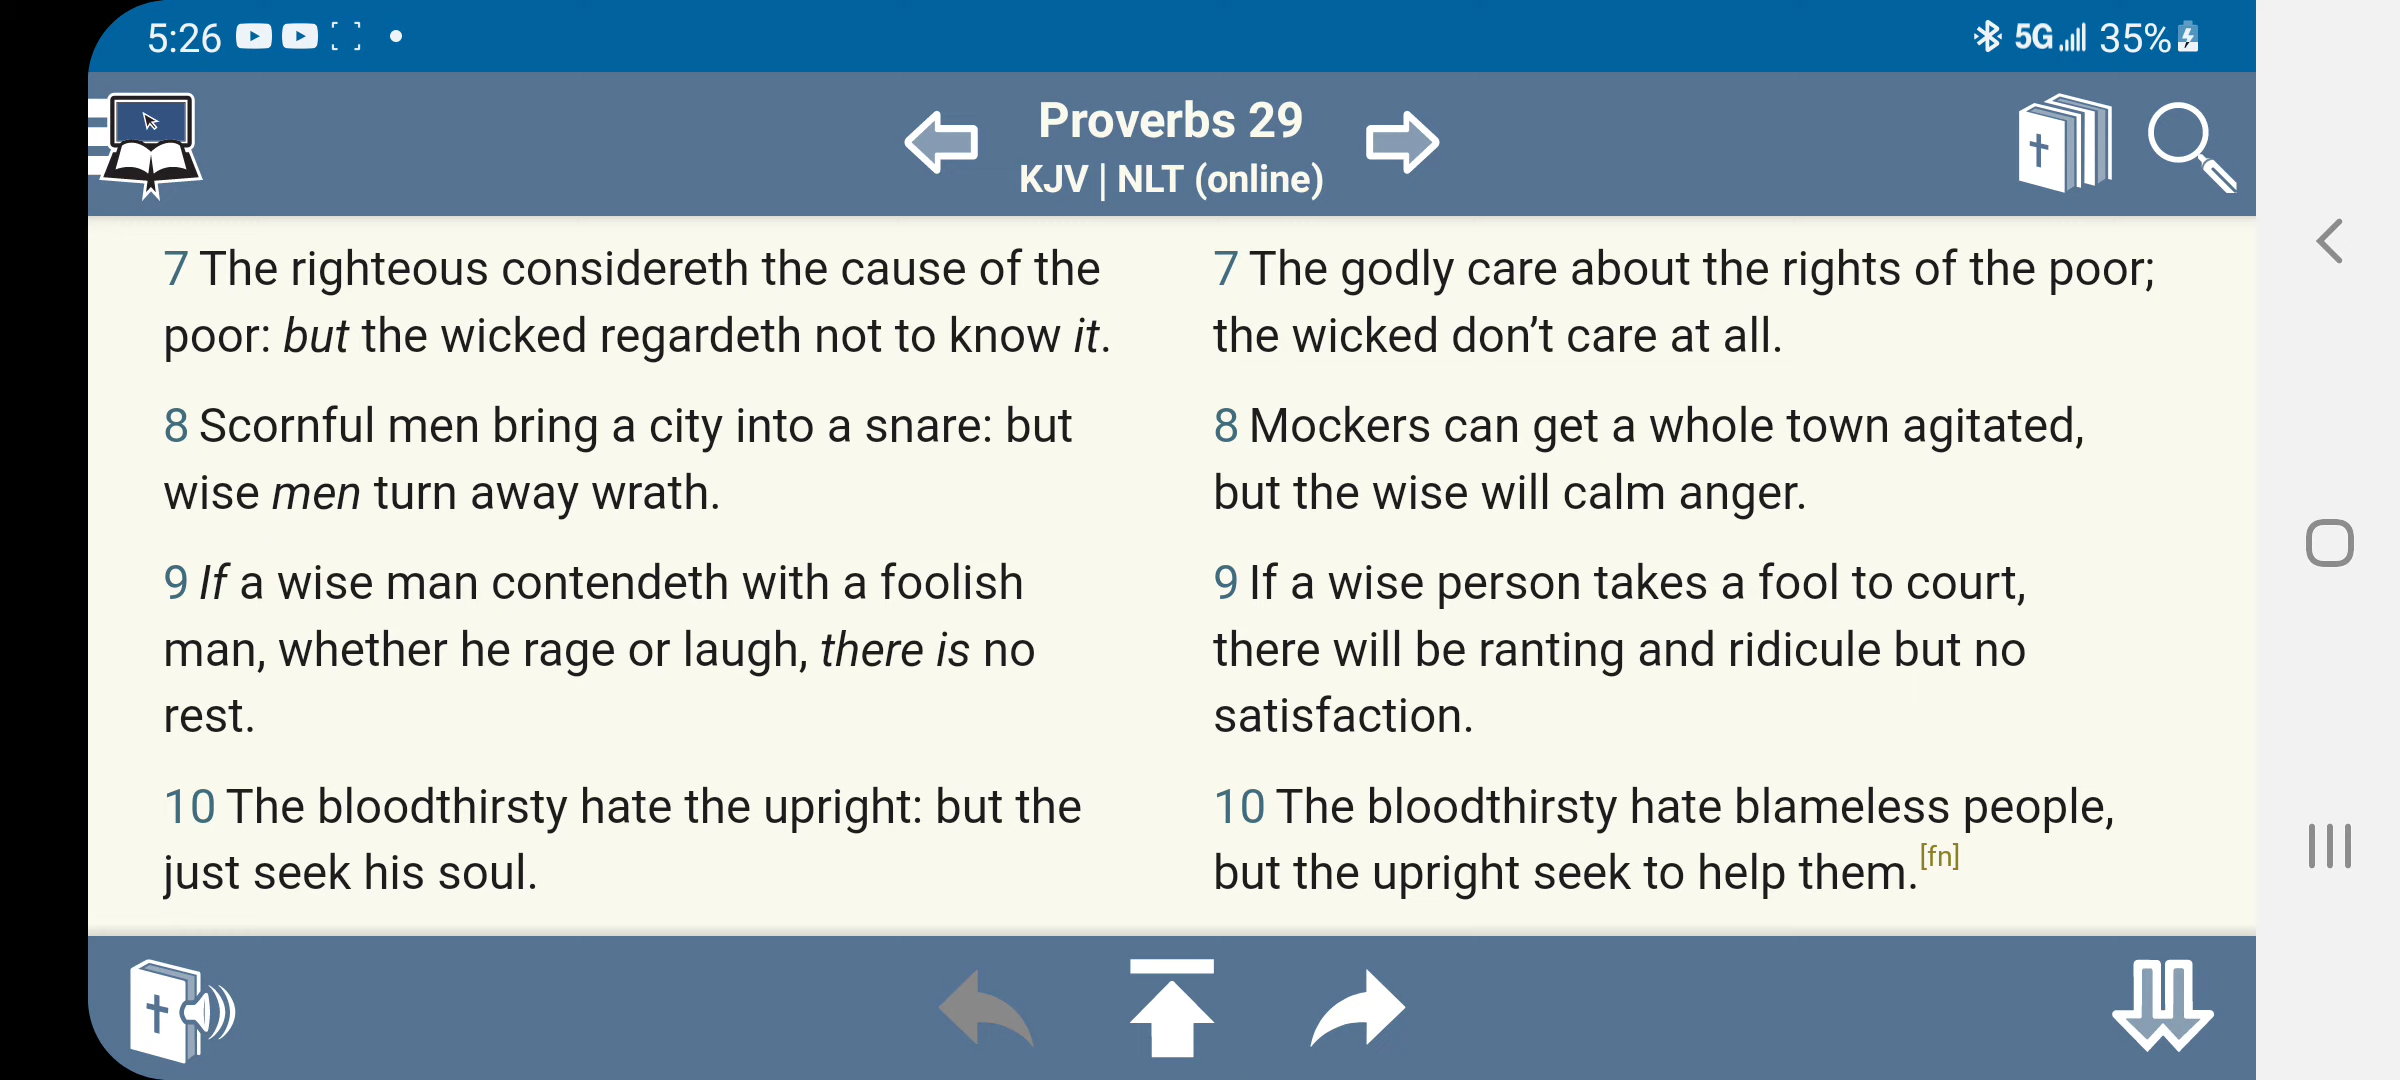 5:26
5G 35%
Proverbs 29
KJV | NLT (online)
7 The righteous considereth the cause of the
poor: but the wicked regardeth not to know it.
8 Scornful men bring a city into a snare: but
wise men turn away wrath.
9 If a wise man contendeth with a foolish
man, whether he rage or laugh, there is no
rest.
10 The bloodthirsty hate the upright: but the
just seek his soul.
7 The godly care about the rights of the poor;
the wicked don’t care at all.
8 Mockers can get a whole town agitated,
but the wise will calm anger.
9 If a wise person takes a fool to court,
there will be ranting and ridicule but no
satisfaction.
10 The bloodthirsty hate blameless people,
but the upright seek to help them.[fn]